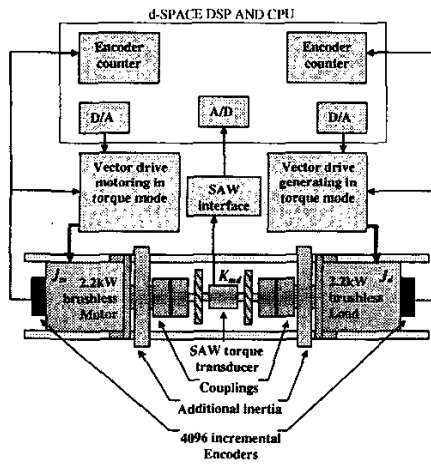 d-SPACE DSP AND CPU
Encoder
counter
Encoder
counter
D/A
A/D
D/A
Vector drive
motoring in
torque mode
SAW
interface
Vector drive
generating in
torque mode
Jm
2.2kW
brushless
Motor
Kmd
2.2kW
brushless
Load
Jd
SAW torque
transducer
Couplings
Additional inertia
4096 incremental
Encoders